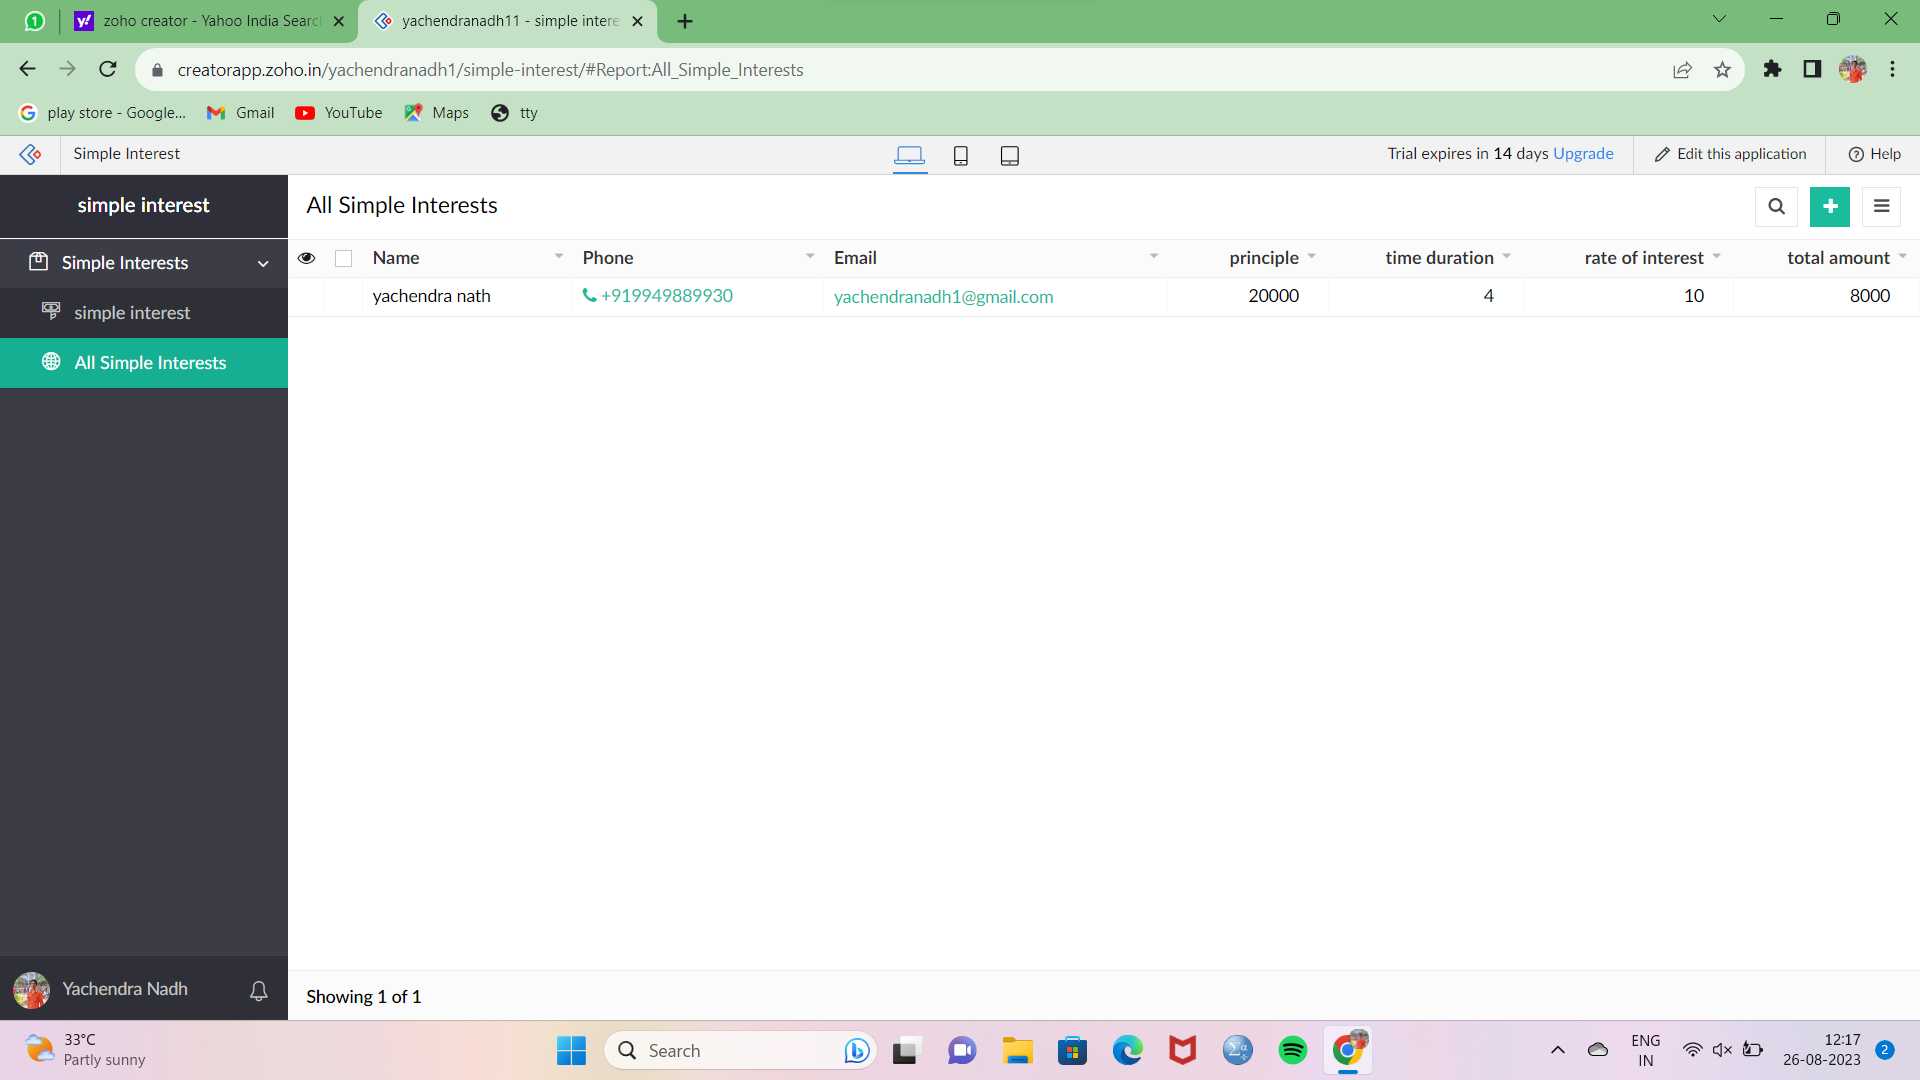 zoho creator - Yahoo India Searc
yachendranadh11 - simple intere
creatorapp.zoho.in/yachendranadh1/simple-interest/#Report:All_Simple_Interests
play store - Google...
Gmail
YouTube
Maps
tty
Simple Interest
Trial expires in 14 days Upgrade
Edit this application
Help
simple interest
All Simple Interests
Simple Interests
simple interest
All Simple Interests
Name
Phone
Email
principle
time duration
rate of interest
total amount
yachendra nath
+919949889930
yachendranadh1@gmail.com
20000
4
10
8000
Yachendra Nadh
Showing 1 of 1
33°C
Partly sunny
Search
ENG
IN
12:17
26-08-2023
2